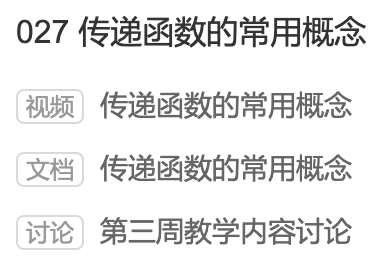 027 传递函数的常用概念
视频 传递函数的常用概念
文档 传递函数的常用概念
讨论 第三周教学内容讨论